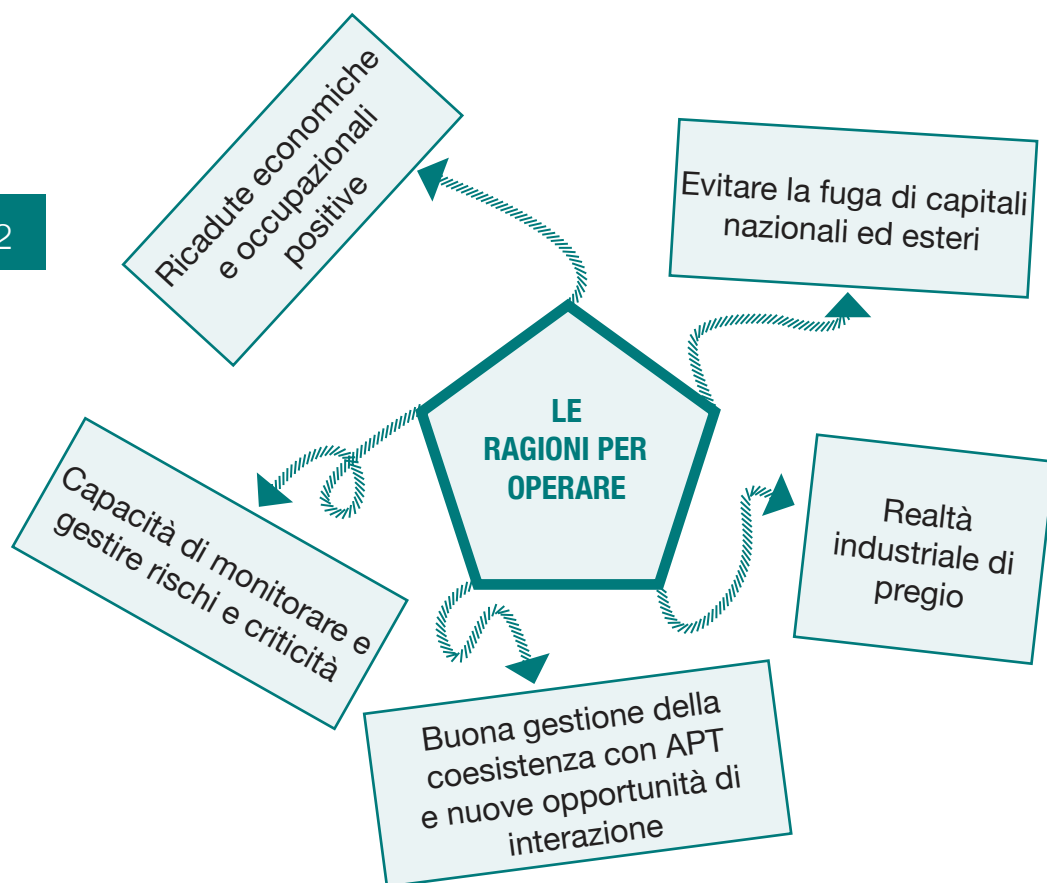 Ricadute economiche
e occupazionali
positive
Evitare la fuga di capitali
nazionali ed esteri
2
LE
RAGIONI PER
OPERARE
Capacità di monitorare e
gestire rischi e criticità
Realtà
industriale di
pregio
Buona gestione della
coesistenza con APT
e nuove opportunità di
interazione